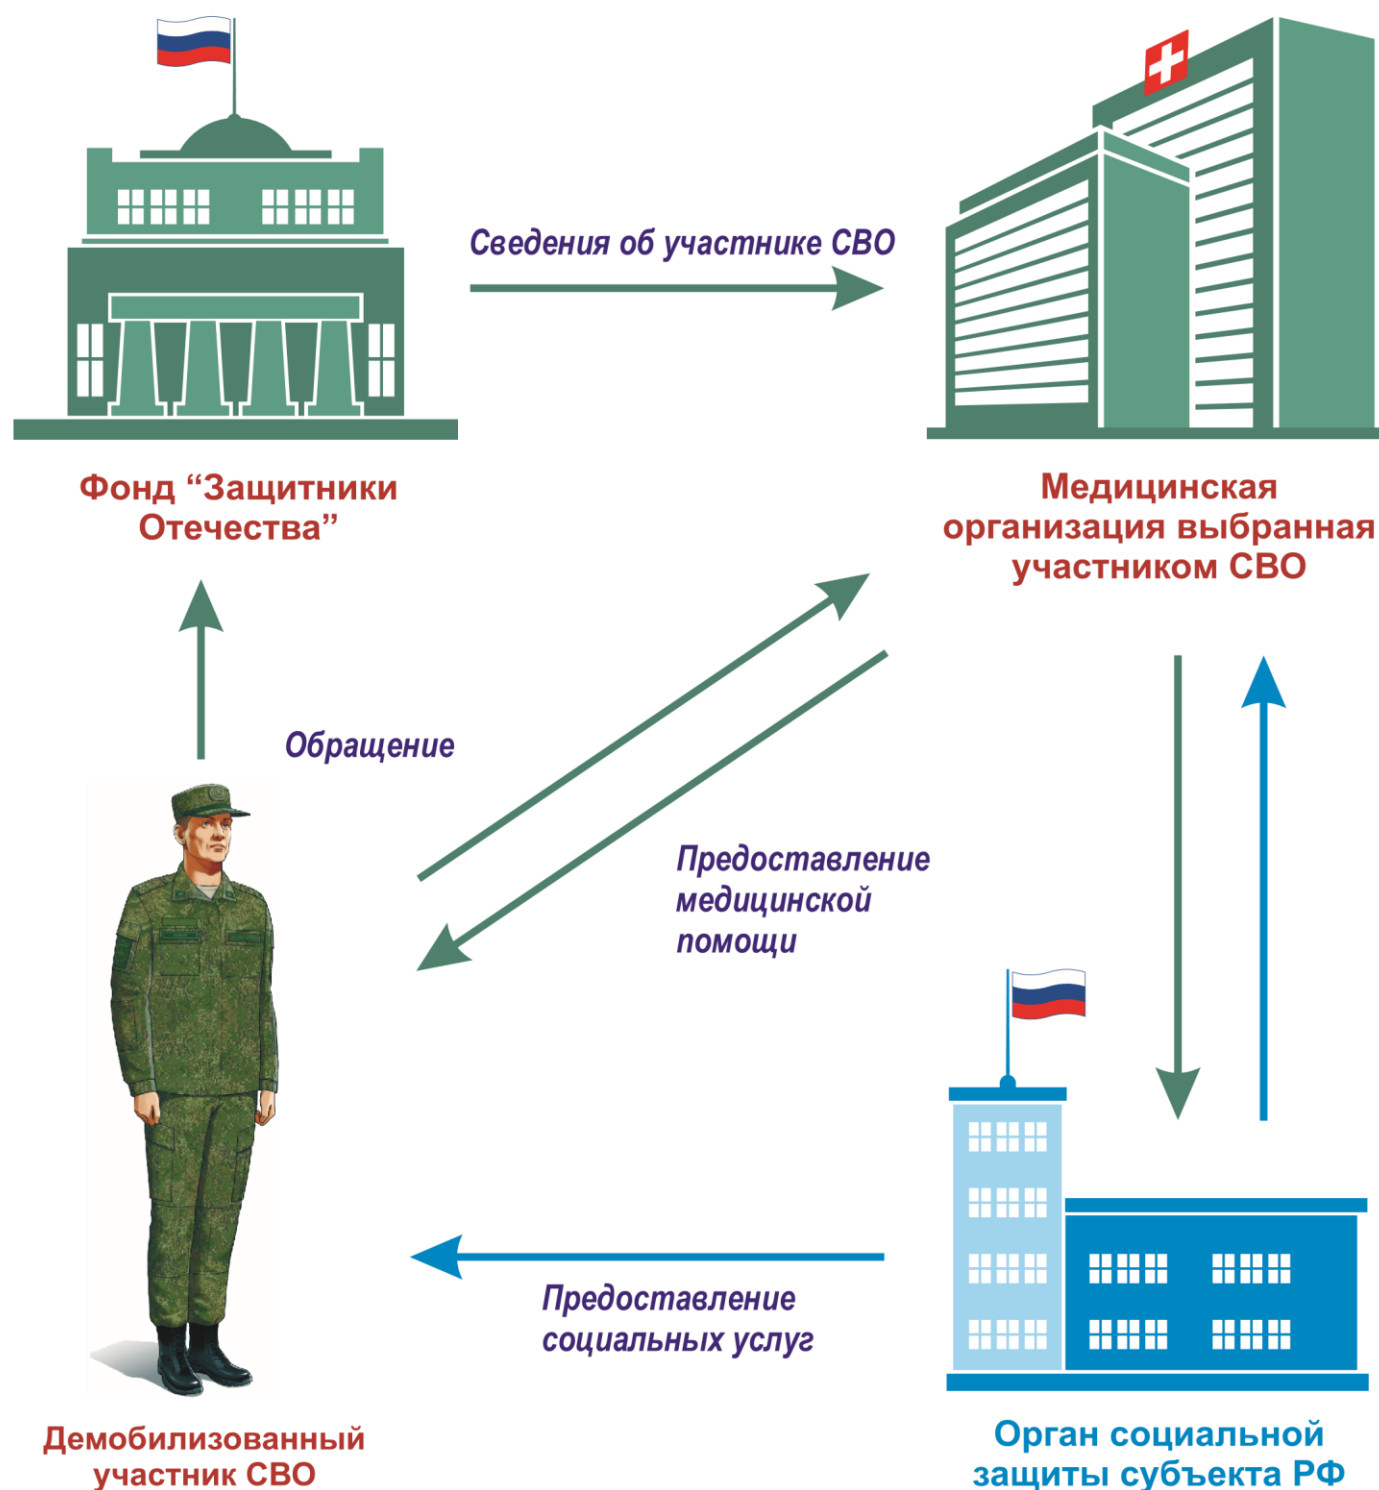 Сведения об участнике СВО
Фонд “Защитники
Отечества”
Медицинская
организация выбранная
участником СВО
Обращение
Предоставление
медицинской
помощи
Предоставление
социальных услуг
Демобилизованный
участник СВО
Орган социальной
защиты субъекта РФ